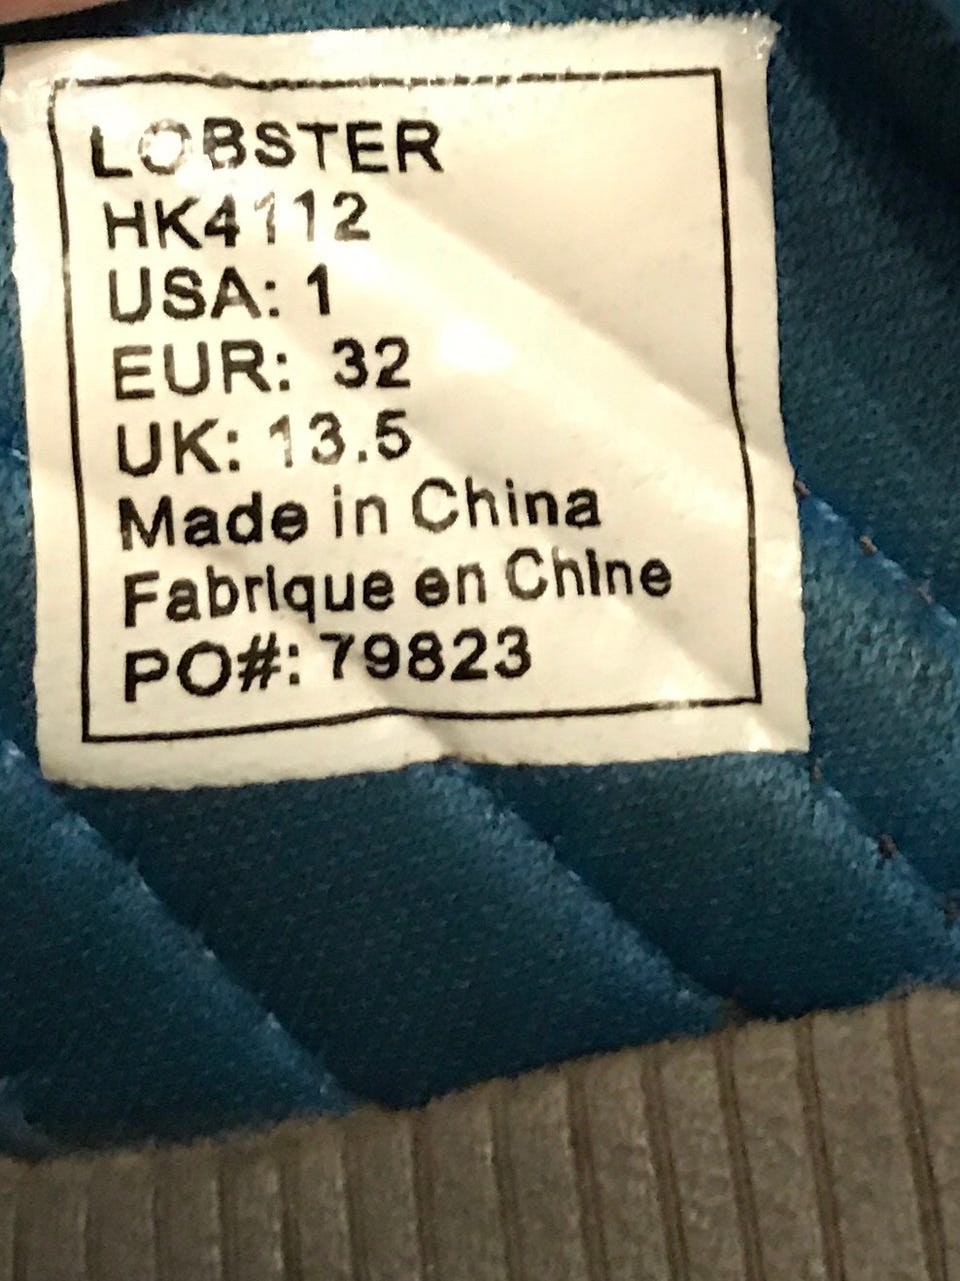 LOBSTER
HK4112
USA: 1
EUR: 32
UK: 13.5
Made in China
Fabrique en Chine
PO#: 79823